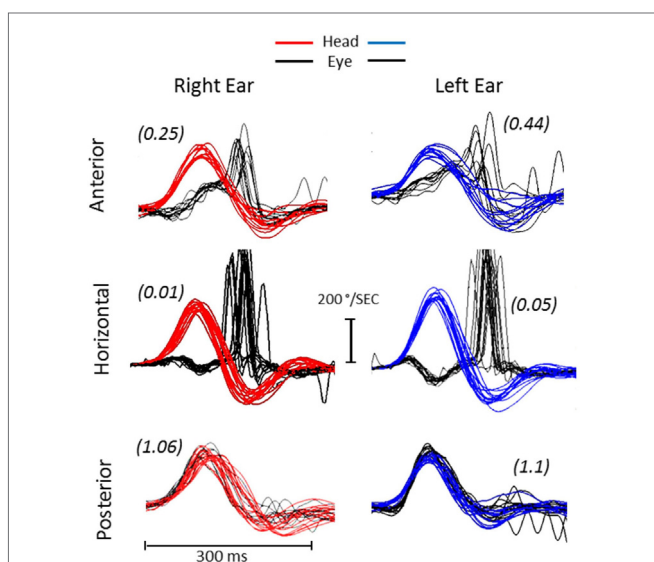 Head
Eye
Right Ear
Left Ear
Anterior
(0.25)
(0.44)
Horizontal
(0.01)
200 °/SEC
(0.05)
Posterior
(1.06)
(1.1)
300 ms